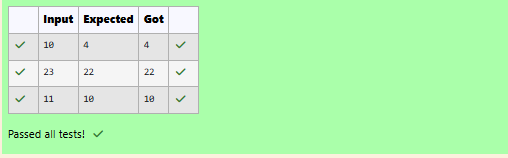 Input Expected Got
10 4 4
23 22 22
11 10 10
Passed all tests!